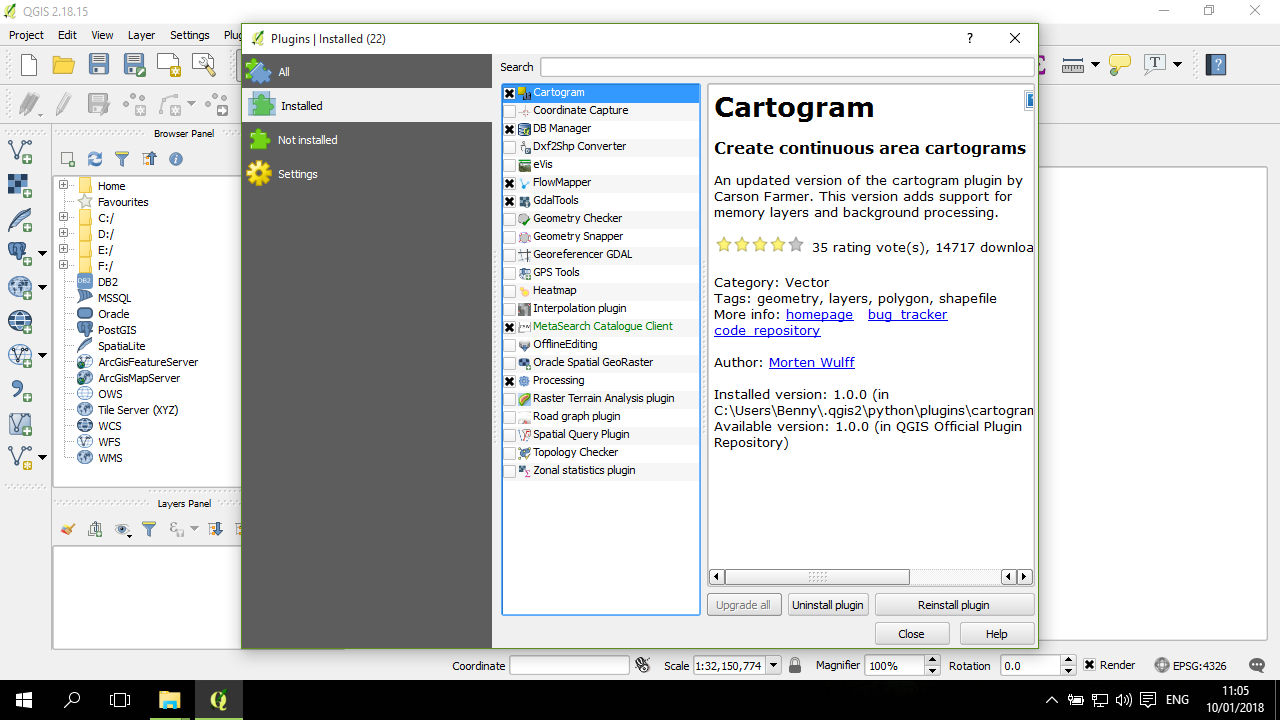 QGIS 2.18.15
Project Edit View Layer Settings
Plugins | Installed (22)
?
All
Installed
Not installed
Settings
Search
Browser Panel
Home
Favourites
C:/
D:/
E:/
F:/
DB2
MSSQL
Oracle
PostGIS
SpatiaLite
ArcGisFeatureServer
ArcGisMapServer
OWS
Tile Server (XYZ)
WCS
WFS
WMS
Layers Panel
Cartogram
Coordinate Capture
DB Manager
Dxf2Shp Converter
eVis
FlowMapper
GdalTools
Geometry Checker
Geometry Snapper
Georeferencer GDAL
GPS Tools
Heatmap
Interpolation plugin
MetaSearch Catalogue Client
OfflineEditing
Oracle Spatial GeoRaster
Processing
Raster Terrain Analysis plugin
Road graph plugin
Spatial Query Plugin
Topology Checker
Zonal statistics plugin
Cartogram
Create continuous area cartograms
An updated version of the cartogram plugin by
Carson Farmer. This version adds support for
memory layers and background processing.
35 rating vote(s), 14717 downloa
Category: Vector
Tags: geometry, layers, polygon, shapefile
More info: homepage bug_tracker
code_repository
Author: Morten Wulff
Installed version: 1.0.0 (in
C:\Users\Benny\.qgis2\python\plugins\cartogram
Available version: 1.0.0 (in QGIS Official Plugin
Repository)
Upgrade all Uninstall plugin Reinstall plugin
Close Help
Coordinate Scale 1:32,150,774 Magnifier 100% Rotation 0.0 Render EPSG:4326
ENG
11:05
10/01/2018